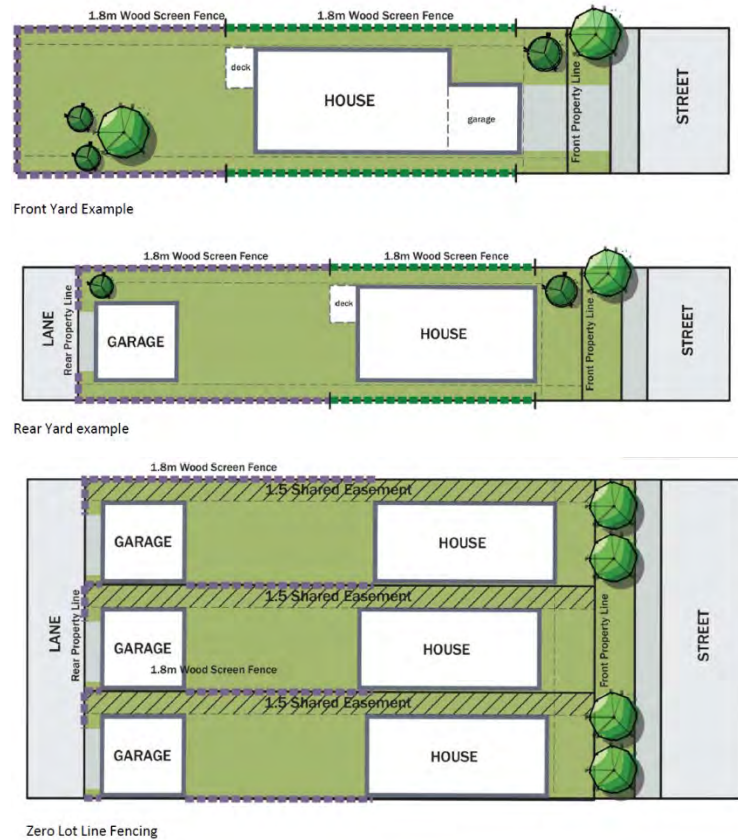 1.8m Wood Screen Fence 1.8m Wood Screen Fence
deck
HOUSE
garage
Front Property Line
STREET
Front Yard Example
1.8m Wood Screen Fence 1.8m Wood Screen Fence
LANE
Rear Property Line
GARAGE
deck
HOUSE
Front Property Line
STREET
Rear Yard example
1.8m Wood Screen Fence
1.5 Shared Easement
GARAGE HOUSE
1.5 Shared Easement
LANE
Rear Property Line
GARAGE HOUSE
Front Property Line
STREET
1.8m Wood Screen Fence
1.5 Shared Easement
GARAGE HOUSE
Zero Lot Line Fencing